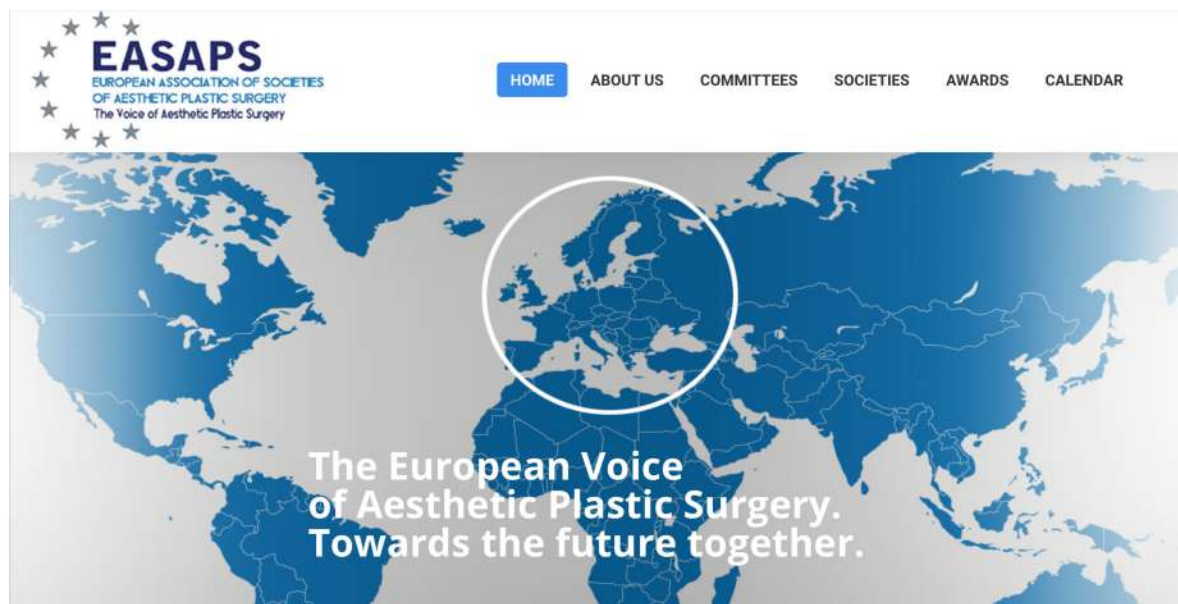 EASAPS
EUROPEAN ASSOCIATION OF SOCIETIES
OF AESTHETIC PLASTIC SURGERY
The Voice of Aesthetic Plastic Surgery
HOME ABOUT US COMMITTEES SOCIETIES AWARDS CALENDAR
The European Voice
of Aesthetic Plastic Surgery.
Towards the future together.